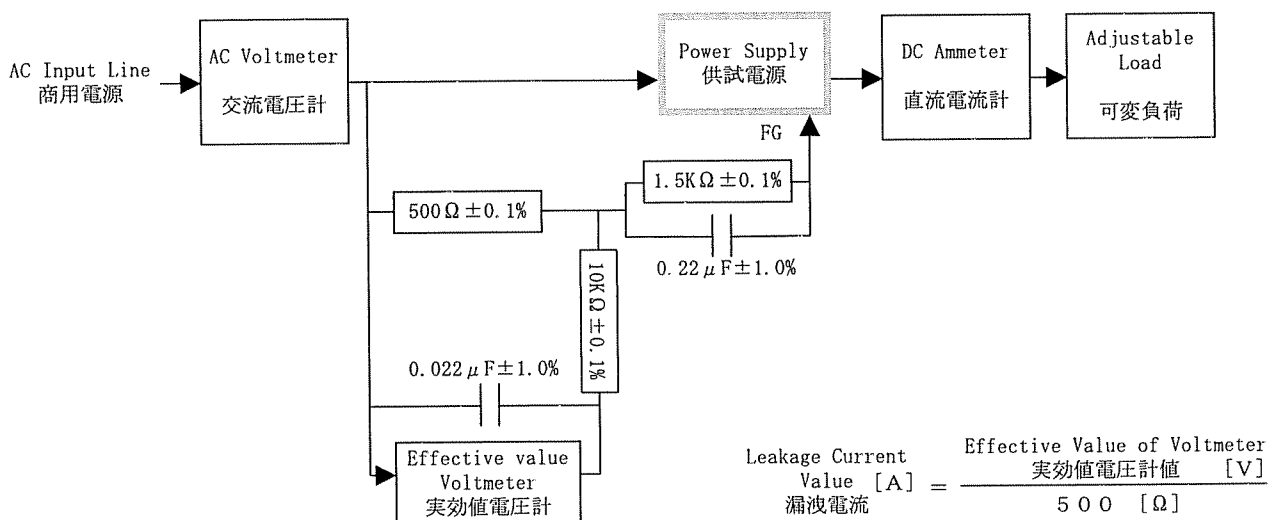 AC Input Line
商用電源
AC Voltmeter
交流電圧計
Power Supply
供試電源
DC Ammeter
直流電流計
Adjustable
Load
可変負荷
FG
1.5KΩ±0.1%
500Ω±0.1%
0.22μF±1.0%
10KΩ±0.1%
0.022μF±1.0%
Effective value
Voltmeter
実効値電圧計
Leakage Current
Value [A] =
漏洩電流
Effective Value of Voltmeter
実効値電圧計値 [V]
500 [Ω]